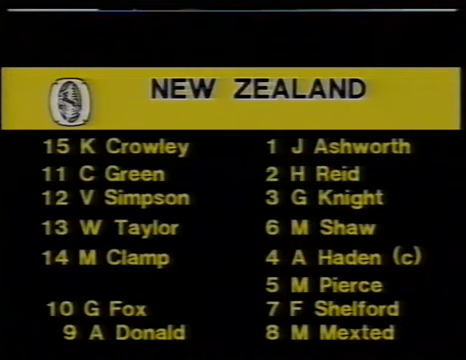 NEW ZEALAND
15 K Crowley
11 C Green
12 V Simpson
13 W Taylor
14 M Clamp
10 G Fox
9 A Donald
1 J Ashworth
2 H Reid
3 G Knight
6 M Shaw
4 A Haden (c)
5 M Pierce
7 F Shelford
8 M Mexted